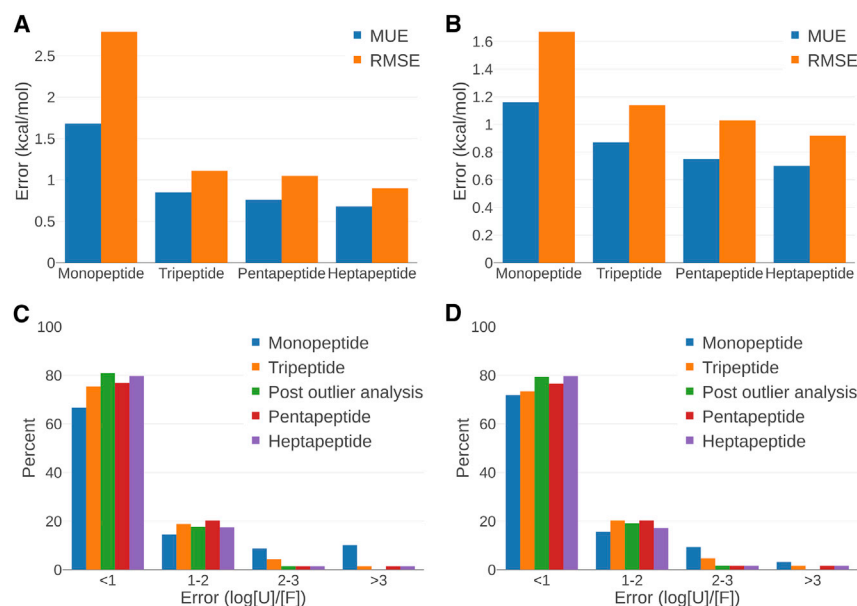 A
MUE
RMSE
Error (kcal/mol)
2.5
2
1.5
1
0.5
0
Monopeptide Tripeptide Pentapeptide Heptapeptide
B
MUE
RMSE
Error (kcal/mol)
1.6
1.4
1.2
1
0.8
0.6
0.4
0.2
0
Monopeptide Tripeptide Pentapeptide Heptapeptide
C
Monopeptide
Tripeptide
Post outlier analysis
Pentapeptide
Heptapeptide
Percent
100
80
60
40
20
0
<1 1-2 2-3 >3
Error (log[U]/[F])
D
Monopeptide
Tripeptide
Post outlier analysis
Pentapeptide
Heptapeptide
Percent
100
80
60
40
20
0
<1 1-2 2-3 >3
Error (log[U]/[F])